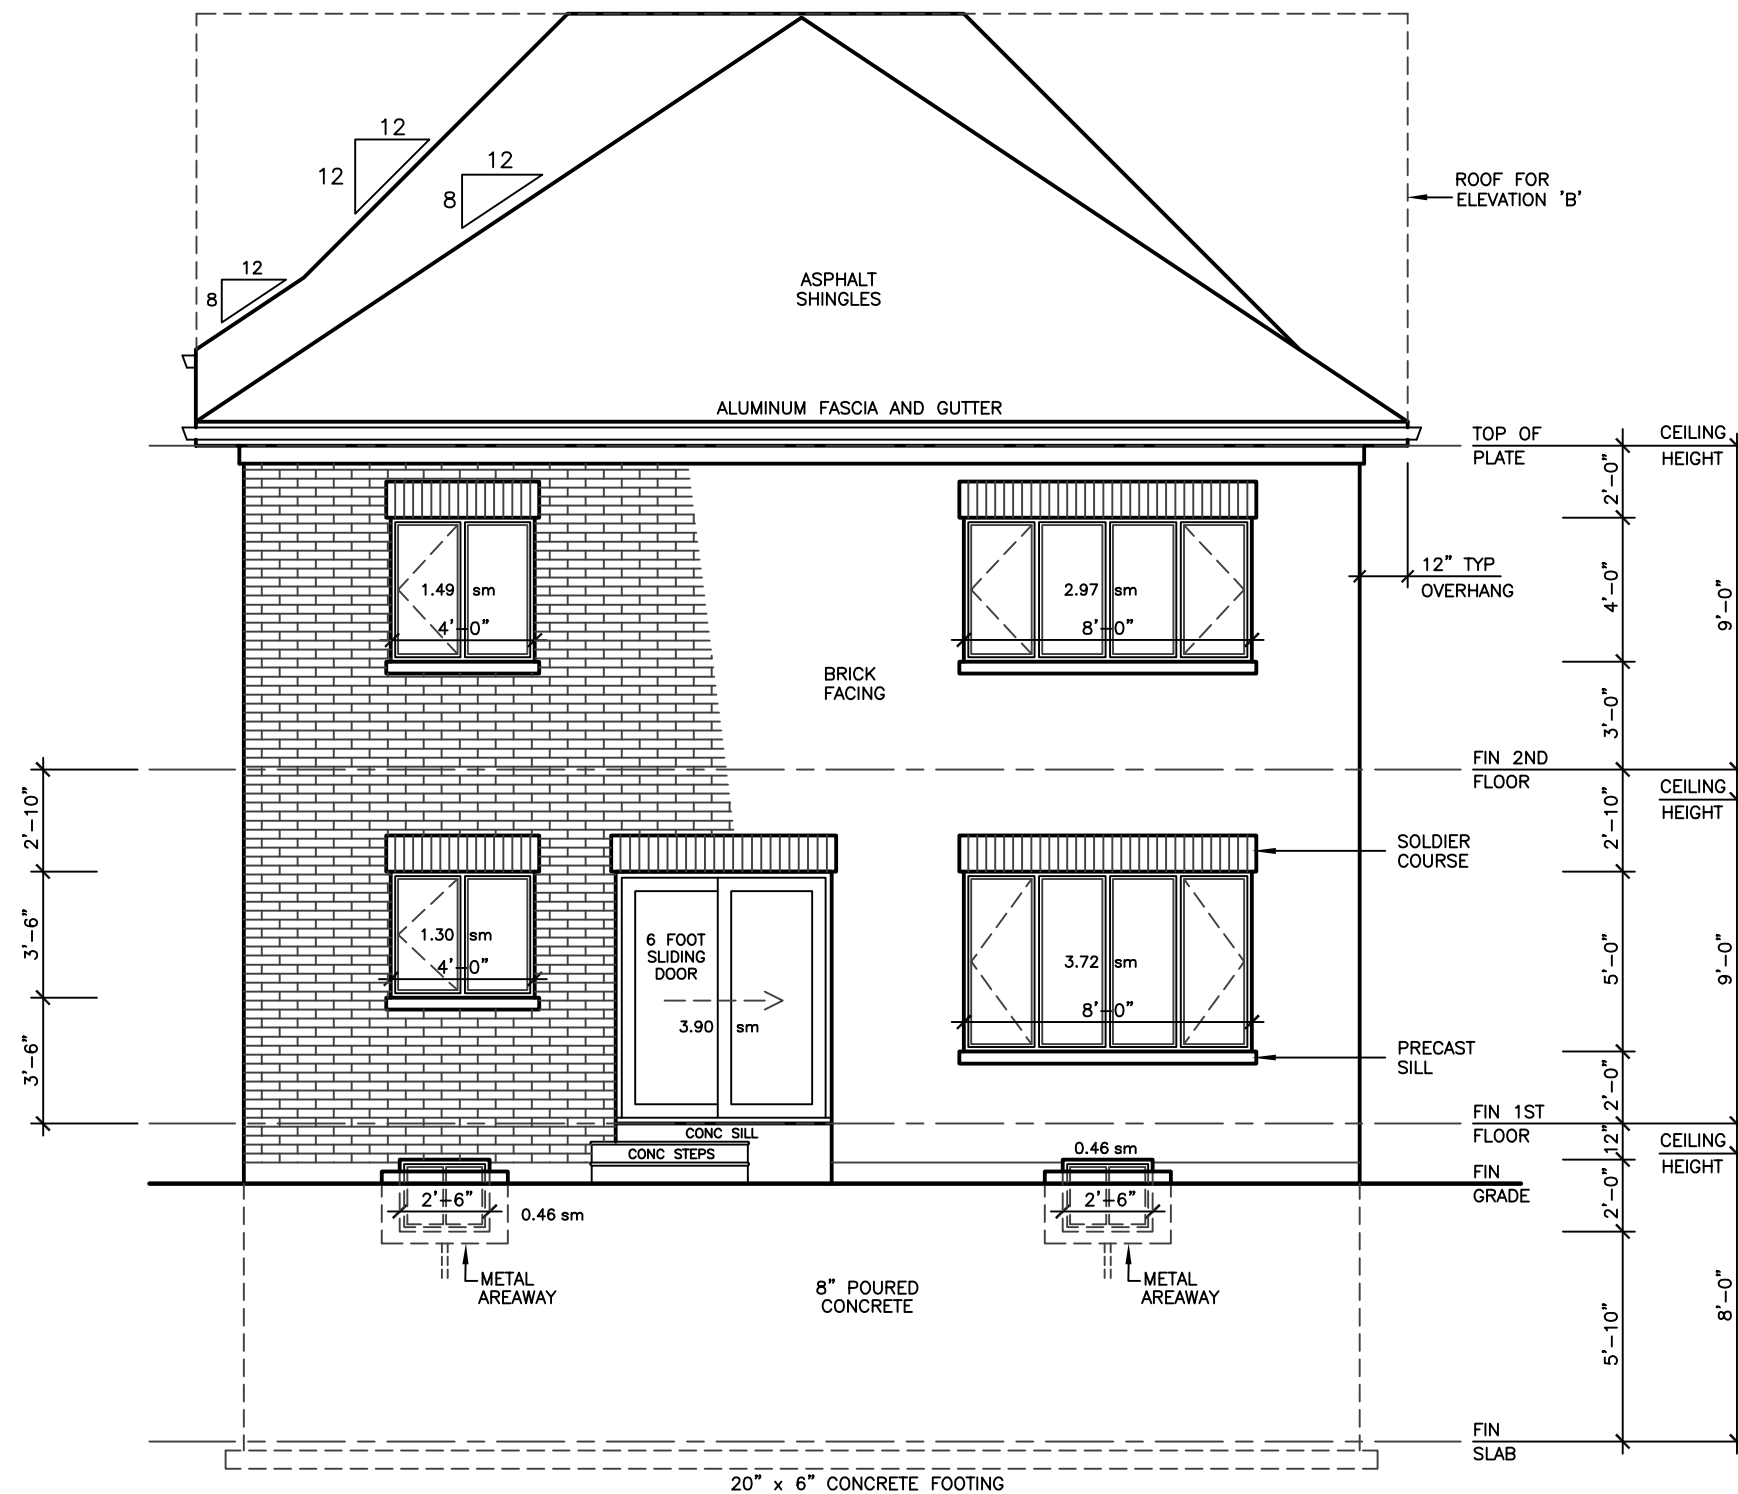 12
12
12
8
12
8
ROOF FOR
ELEVATION 'B'
ASPHALT
SHINGLES
ALUMINUM FASCIA AND GUTTER
TOP OF
PLATE
CEILING
HEIGHT
2'-0"
12" TYP
OVERHANG
4'-0"
9'-0"
1.49 sm
4'-0"
2.97 sm
8'-0"
BRICK
FACING
3'-0"
FIN 2ND
FLOOR
CEILING
HEIGHT
2'-10"
2'-10"
SOLDIER
COURSE
3'-6"
1.30 sm
4'-0"
6 FOOT
SLIDING
DOOR
3.90 sm
3.72 sm
8'-0"
5'-0"
9'-0"
3'-6"
PRECAST
SILL
2'-0"
FIN 1ST
FLOOR
CONC SILL
CONC STEPS
0.46 sm
12"
CEILING
HEIGHT
FIN
GRADE
2'-0"
2'-6"
0.46 sm
2'-6"
METAL
AREAWAY
8" POURED
CONCRETE
METAL
AREAWAY
5'-10"
8'-0"
FIN
SLAB
20" x 6" CONCRETE FOOTING